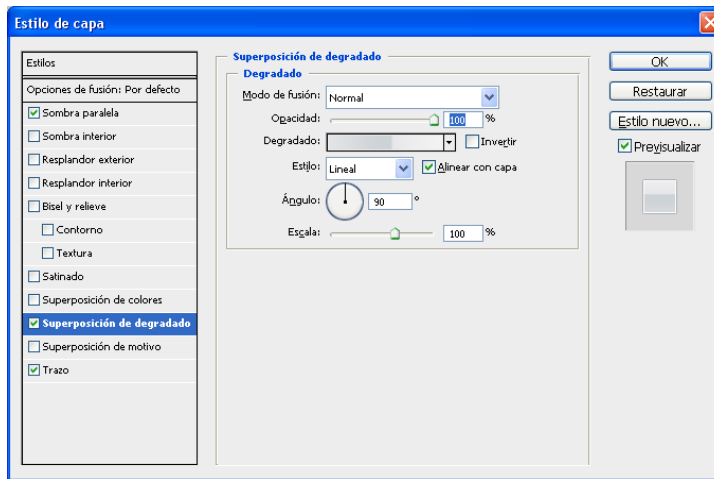 Estilo de capa
Estilos
Opciones de fusión: Por defecto
Sombra paralela
Sombra interior
Resplandor exterior
Resplandor interior
Bisel y relieve
Contorno
Textura
Satinado
Superposición de colores
Superposición de degradado
Superposición de motivo
Trazo
Superposición de degradado
Degradado
Modo de fusión: Normal
Opacidad: 100 %
Degradado: Invertir
Estilo: Lineal Alinear con capa
Ángulo: 90 °
Escala: 100 %
OK
Restaurar
Estilo nuevo...
Previsualizar